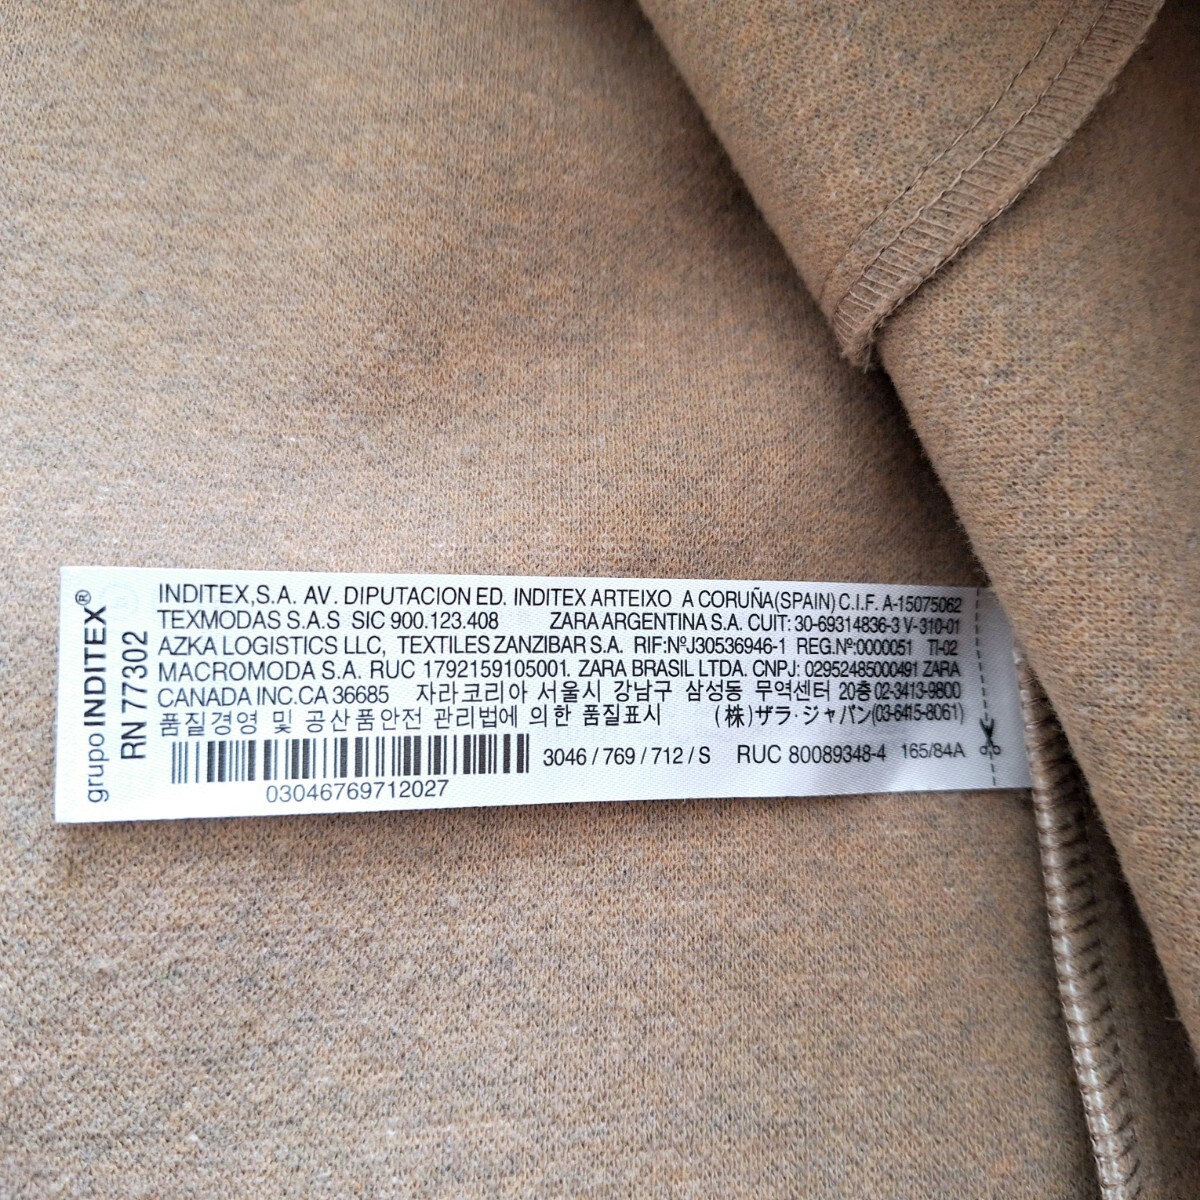 grupo INDITEX®
RN 77302
INDITEX,S.A. AV. DIPUTACION ED. INDITEX ARTEIXO A CORUÑA(SPAIN) C.I.F. A-15075062
TEXMODAS S.A.S SIC 900.123.408 ZARA ARGENTINA S.A. CUIT: 30-69314836-3 V-310-01
AZKA LOGISTICS LLC, TEXTILES ZANZIBAR S.A. RIF:NºJ30536946-1 REG.Nº:0000051 TI-02
MACROMODA S.A. RUC 1792159105001. ZARA BRASIL LTDA. CNPJ: 02952485000491 ZARA
CANADA INC.CA 36685 자라코리아 서울시 강남구 삼성동 무역센터 20층 02-3413-9800
품질경영 및 공산품안전 관리법에 의한 품질표시 (株)ザラ·ジャパン(03-6415-8061)
3046 / 769 / 712 / S RUC 80089348-4 165/84A
03046769712027